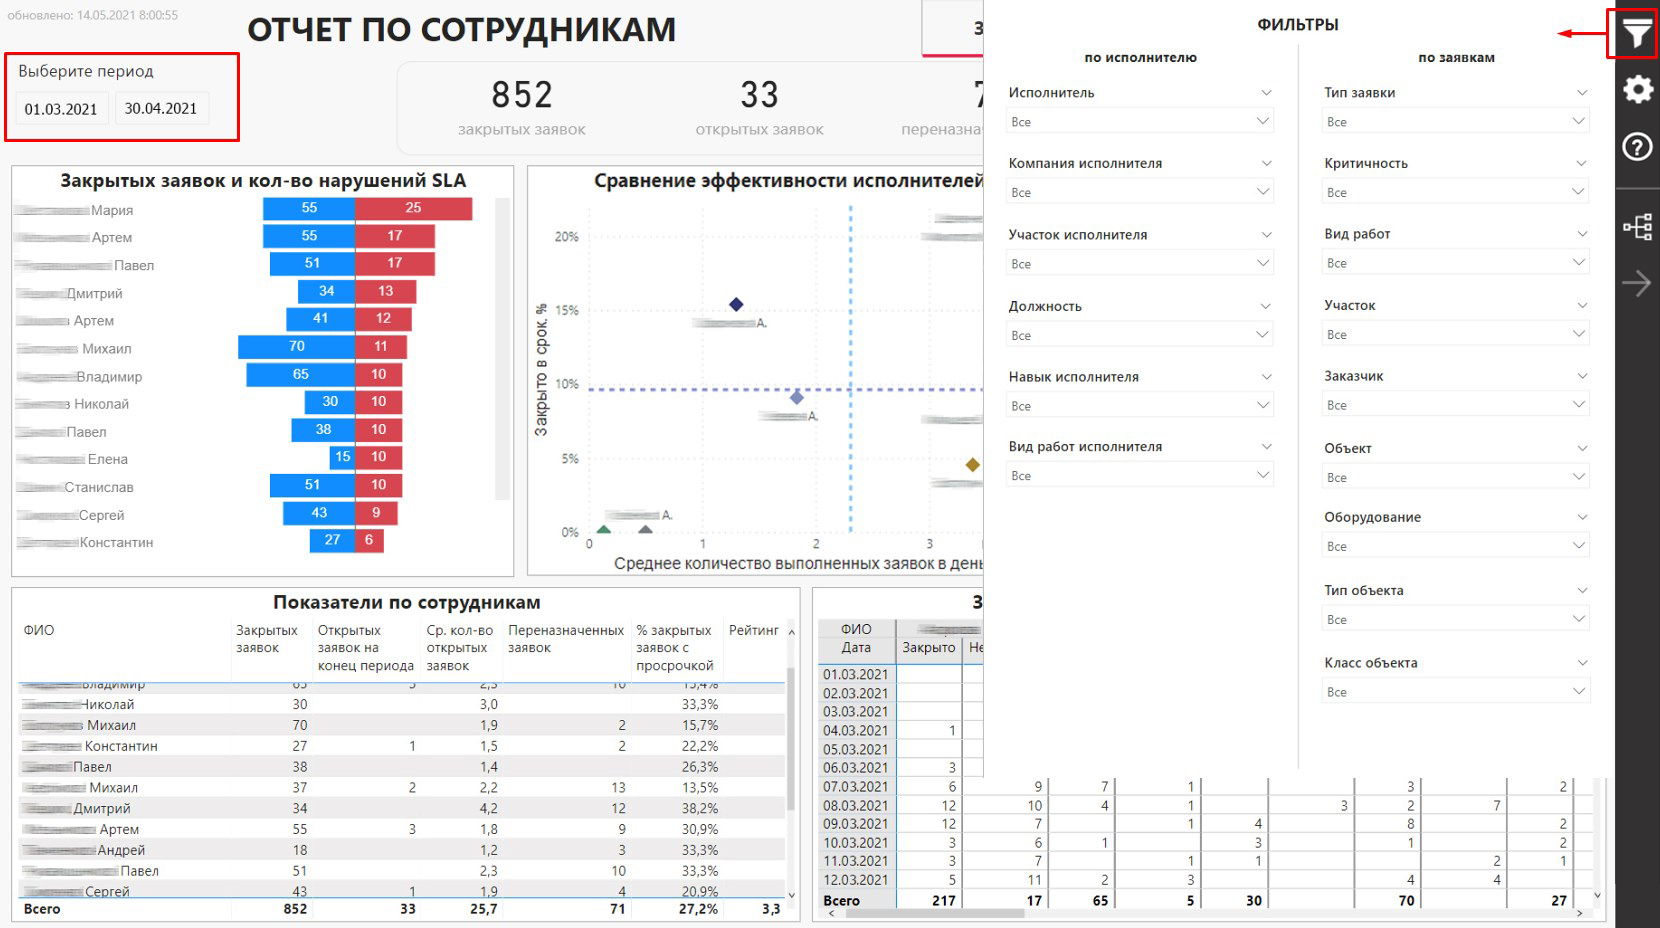 обновлено: 14.05.2021 8:00:55
ОТЧЕТ ПО СОТРУДНИКАМ
Выберите период
01.03.2021 30.04.2021
852
закрытых заявок
33
открытых заявок
Закрытых заявок и кол-во нарушений SLA
Мария 55 25
Артем 55 17
Павел 51 17
Дмитрий 34 13
Артем 41 12
Михаил 70 11
Владимир 65 10
Николай 30 10
Павел 38 10
Елена 15 10
Станислав 51 10
Сергей 43 9
Константин 27 6
Сравнение эффективности исполнителей
Закрыто в срок. %
20%
15%
10%
5%
0%
А.
А.
А.
0 1 2 3
Среднее количество выполненных заявок в день
ФИЛЬТРЫ
по исполнителю
Исполнитель
Все
Компания исполнителя
Все
Участок исполнителя
Все
Должность
Все
Навык исполнителя
Все
Вид работ исполнителя
Все
по заявкам
Тип заявки
Все
Критичность
Все
Вид работ
Все
Участок
Все
Заказчик
Все
Объект
Все
Оборудование
Все
Тип объекта
Все
Класс объекта
Все
Показатели по сотрудникам
ФИО Закрытых заявок Открытых заявок на конец периода Ср. кол-во открытых заявок Переназначенных заявок % закрытых заявок с просрочкой Рейтинг
Николай 30 3,0 33,3%
Михаил 70 1,9 2 15,7%
Константин 27 1 1,5 2 22,2%
Павел 38 1,4 26,3%
Михаил 37 2 2,2 13 13,5%
Дмитрий 34 4,2 12 38,2%
Артем 55 3 1,8 9 30,9%
Андрей 18 1,2 3 33,3%
Павел 51 2,3 10 33,3%
Сергей 43 1 1,9 4 20,9%
Всего 852 33 25,7 71 27,2% 3,3
ФИО
Дата Закрыто
01.03.2021
02.03.2021
03.03.2021
04.03.2021 1
05.03.2021
06.03.2021 3
07.03.2021 6 9 7 1 3 2
08.03.2021 12 10 4 1 3 2 7
09.03.2021 12 7 1 4 8 2
10.03.2021 3 6 1 3 1 2
11.03.2021 3 7 1 1 2 1
12.03.2021 5 11 2 3 4 4
Всего 217 17 65 5 30 70 27